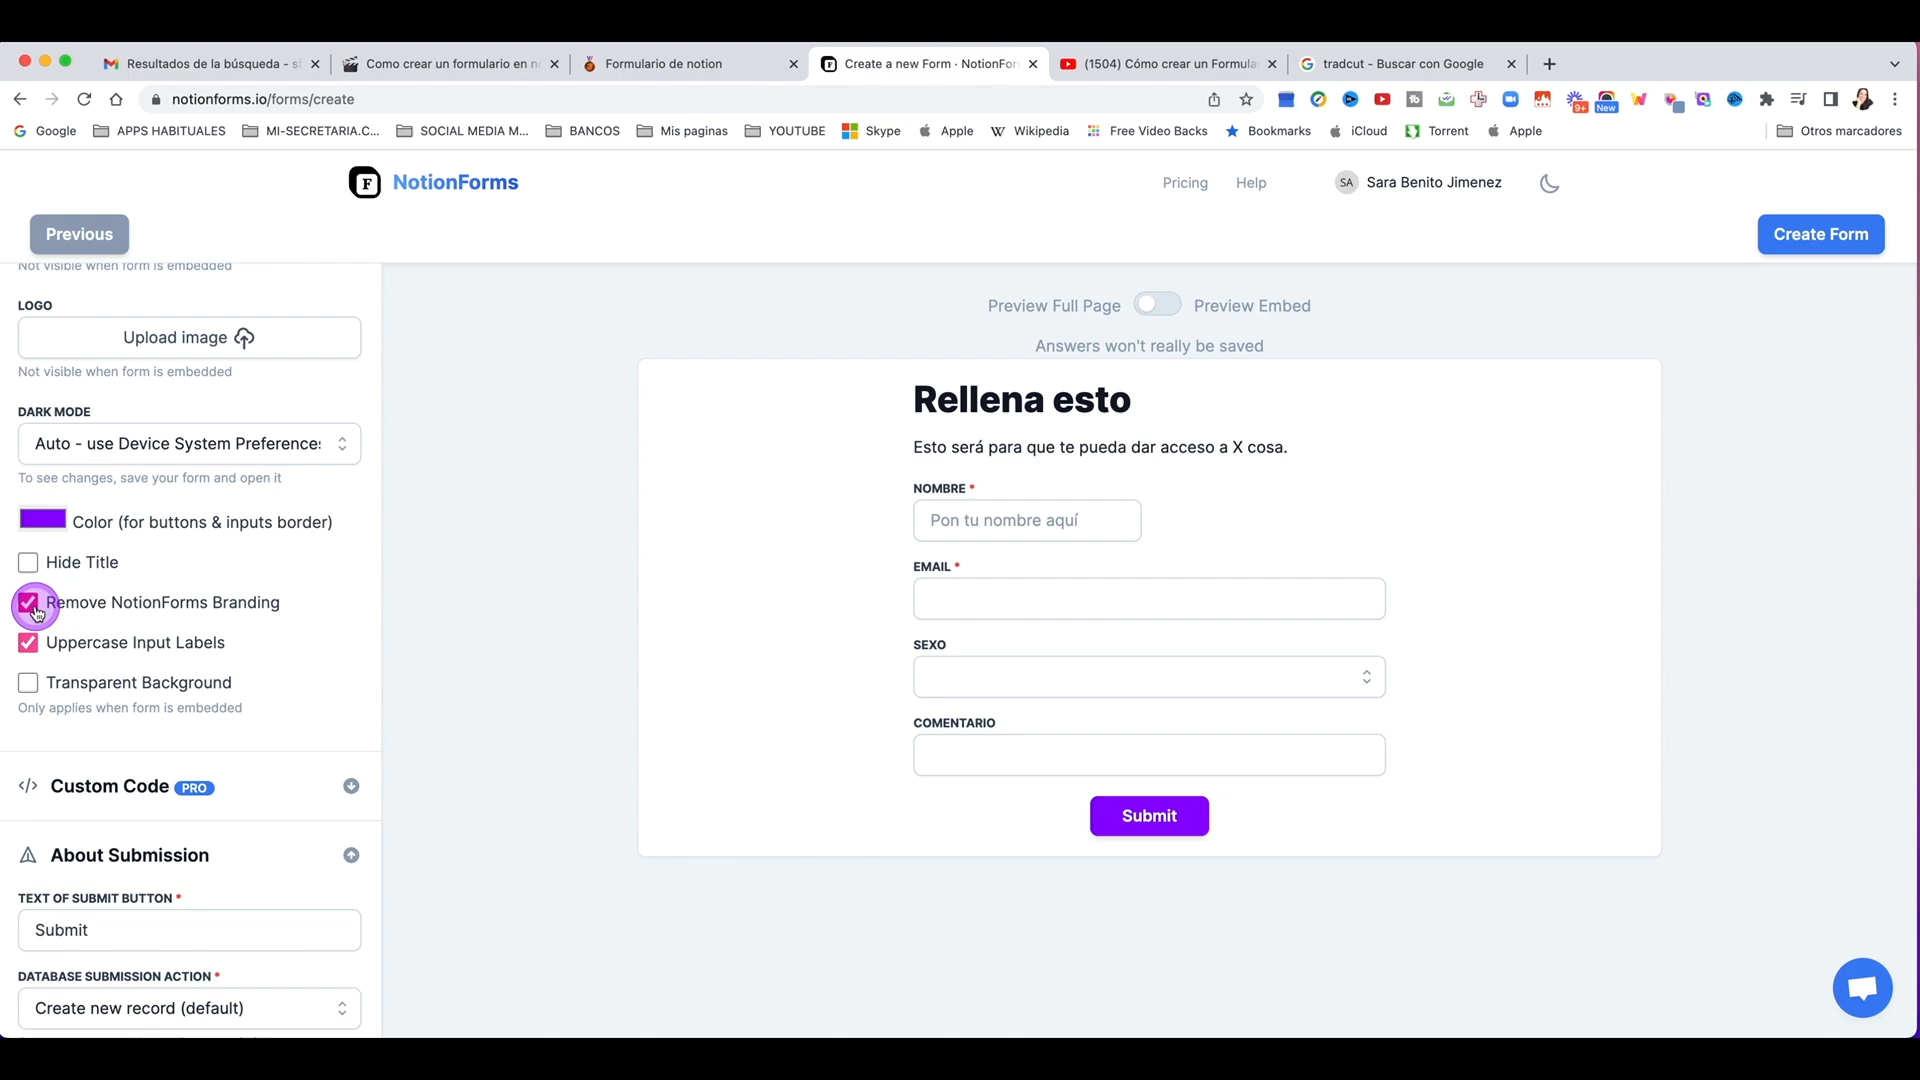 Resultados de la búsqueda - s
Como crear un formulario en n
Formulario de notion
Create a new Form · NotionForm
(1504) Cómo crear un Formula
tradcut - Buscar con Google
notionforms.io/forms/create
9+
New
Google
APPS HABITUALES
MI-SECRETARIA.C...
SOCIAL MEDIA M...
BANCOS
Mis paginas
YOUTUBE
Skype
Apple
Wikipedia
Free Video Backs
Bookmarks
iCloud
Torrent
Apple
Otros marcadores
NotionForms
Pricing
Help
SA
Sara Benito Jimenez
Previous
Create Form
Not visible when form is embedded
LOGO
Upload image
Not visible when form is embedded
DARK MODE
Auto - use Device System Preferences
To see changes, save your form and open it
Color (for buttons & inputs border)
Hide Title
Remove NotionForms Branding
Uppercase Input Labels
Transparent Background
Only applies when form is embedded
Custom Code PRO
About Submission
TEXT OF SUBMIT BUTTON *
Submit
DATABASE SUBMISSION ACTION *
Create new record (default)
Preview Full Page
Preview Embed
Answers won't really be saved
Rellena esto
Esto será para que te pueda dar acceso a X cosa.
NOMBRE *
Pon tu nombre aquí
EMAIL *
SEXO
COMENTARIO
Submit